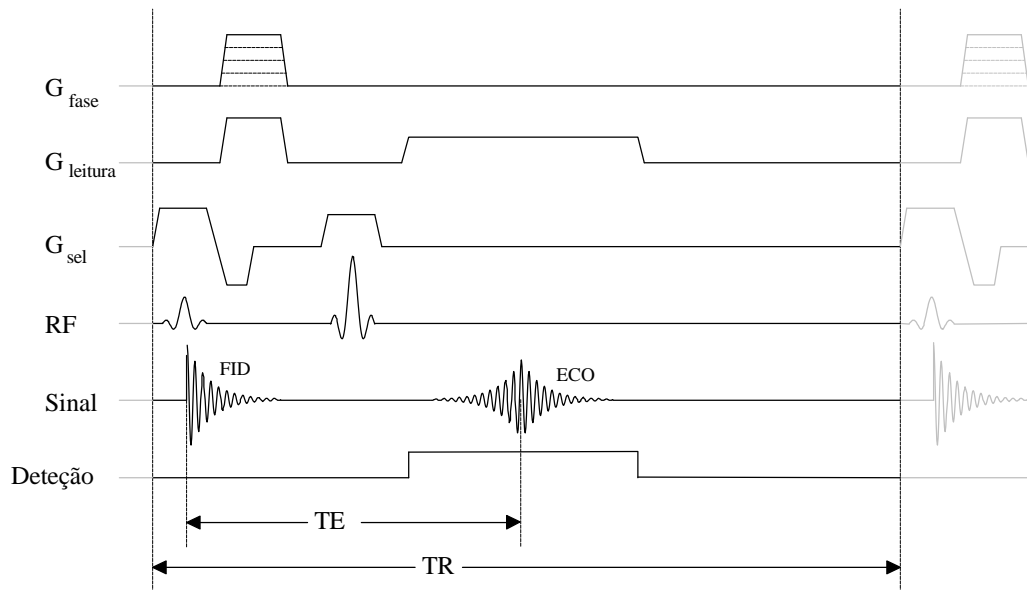 G fase
G leitura
G sel
RF
FID
ECO
Sinal
Deteção
TE
TR